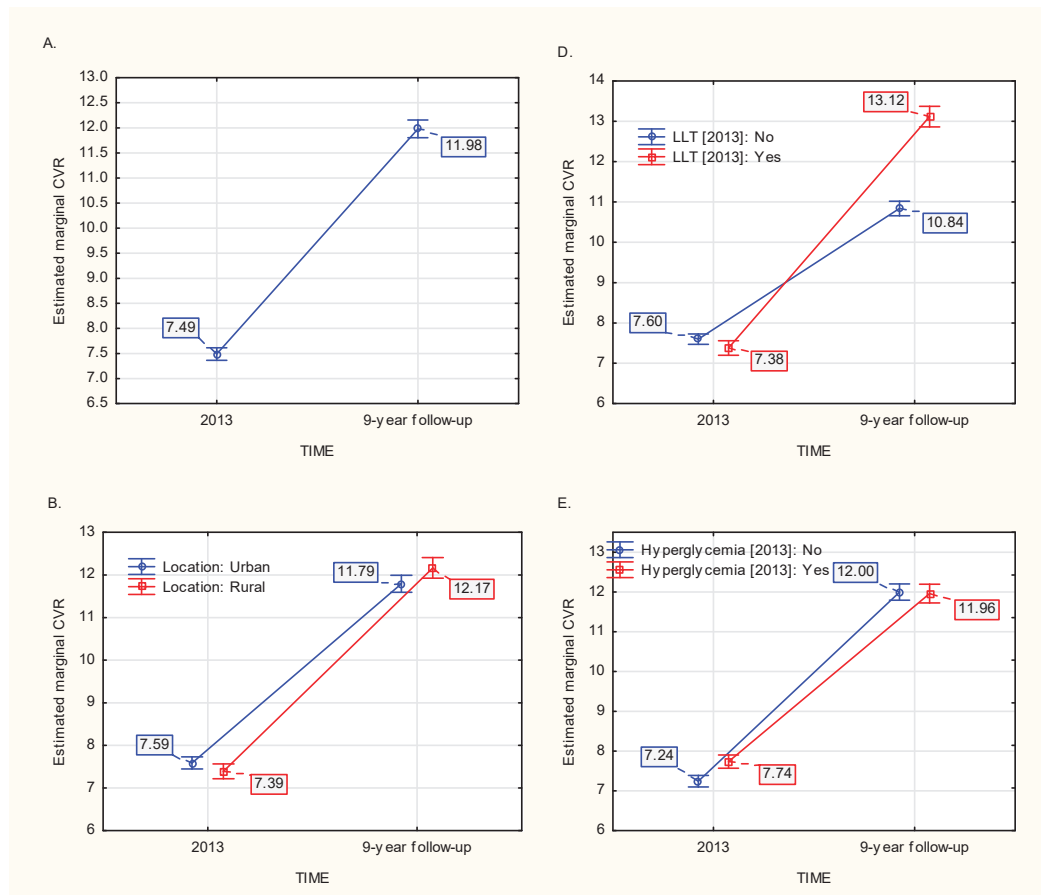 A.
Estimated marginal CVR
13.0
12.5
12.0
11.5
11.0
10.5
10.0
9.5
9.0
8.5
8.0
7.5
7.0
6.5
7.49
11.98
2013
9-year follow-up
TIME
D.
Estimated marginal CVR
14
13
12
11
10
9
8
7
6
LLT [2013]: No
LLT [2013]: Yes
13.12
10.84
7.60
7.38
2013
9-year follow-up
TIME
B.
Estimated marginal CVR
13
12
11
10
9
8
7
6
Location: Urban
Location: Rural
11.79
12.17
7.59
7.39
2013
9-year follow-up
TIME
E.
Estimated marginal CVR
13
12
11
10
9
8
7
6
Hyperglycemia [2013]: No
Hyperglycemia [2013]: Yes
12.00
11.96
7.24
7.74
2013
9-year follow-up
TIME